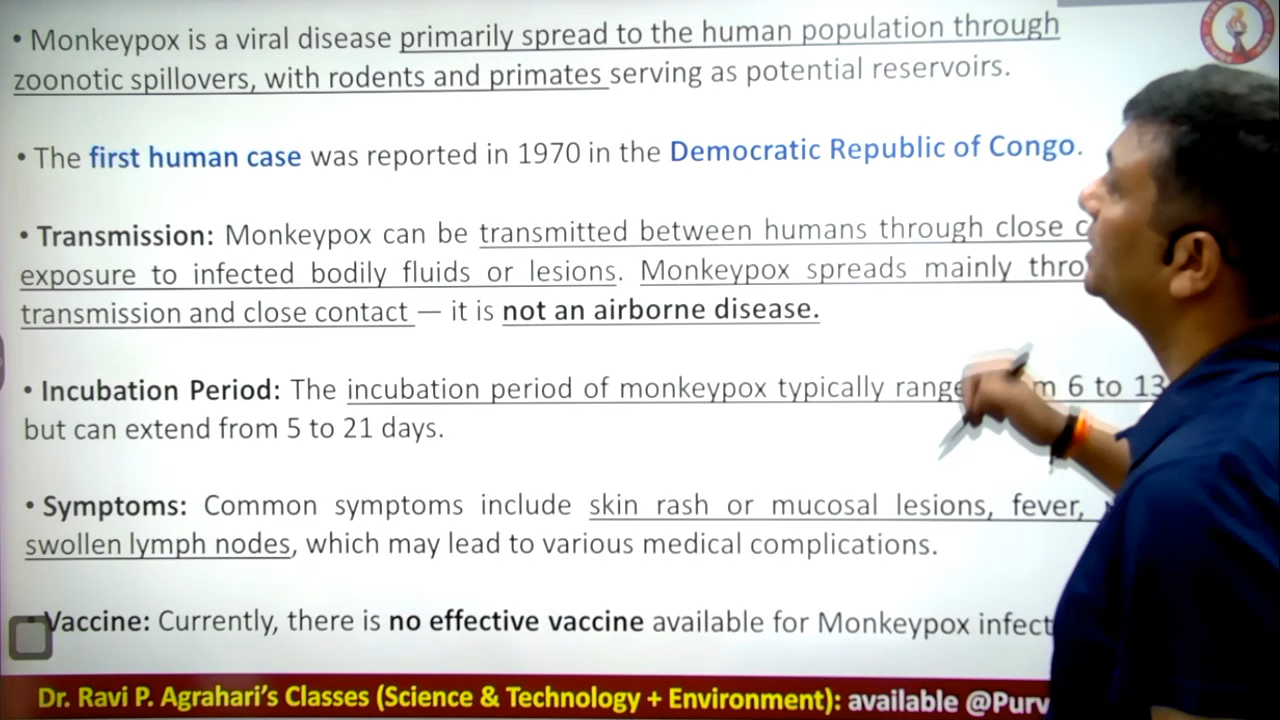 • Monkeypox is a viral disease primarily spread to the human population through
zoonotic spillovers, with rodents and primates serving as potential reservoirs.
• The first human case was reported in 1970 in the Democratic Republic of Congo.
• Transmission: Monkeypox can be transmitted between humans through close
exposure to infected bodily fluids or lesions. Monkeypox spreads mainly
transmission and close contact — it is not an airborne disease.
• Incubation Period: The incubation period of monkeypox typically 6 to 13
but can extend from 5 to 21 days.
• Symptoms: Common symptoms include skin rash or mucosal lesions, fever,
swollen lymph nodes, which may lead to various medical complications.
Vaccine: Currently, there is no effective vaccine available for Monkeypox
Dr. Ravi P. Agrahari's Classes (Science & Technology + Environment): available